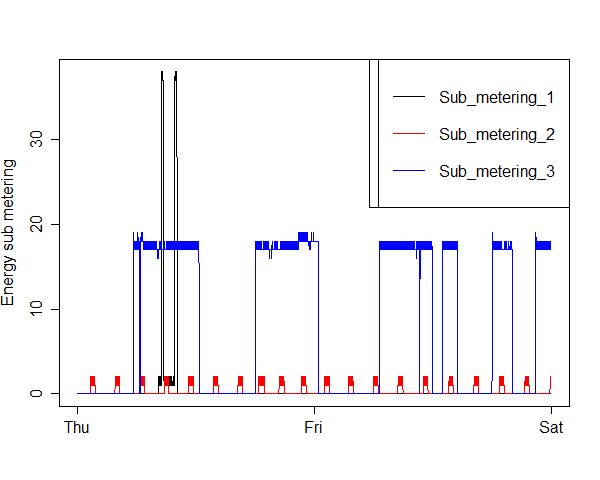 Energy sub metering
30
20
10
0
Sub_metering_1
Sub_metering_2
Sub_metering_3
Thu
Fri
Sat